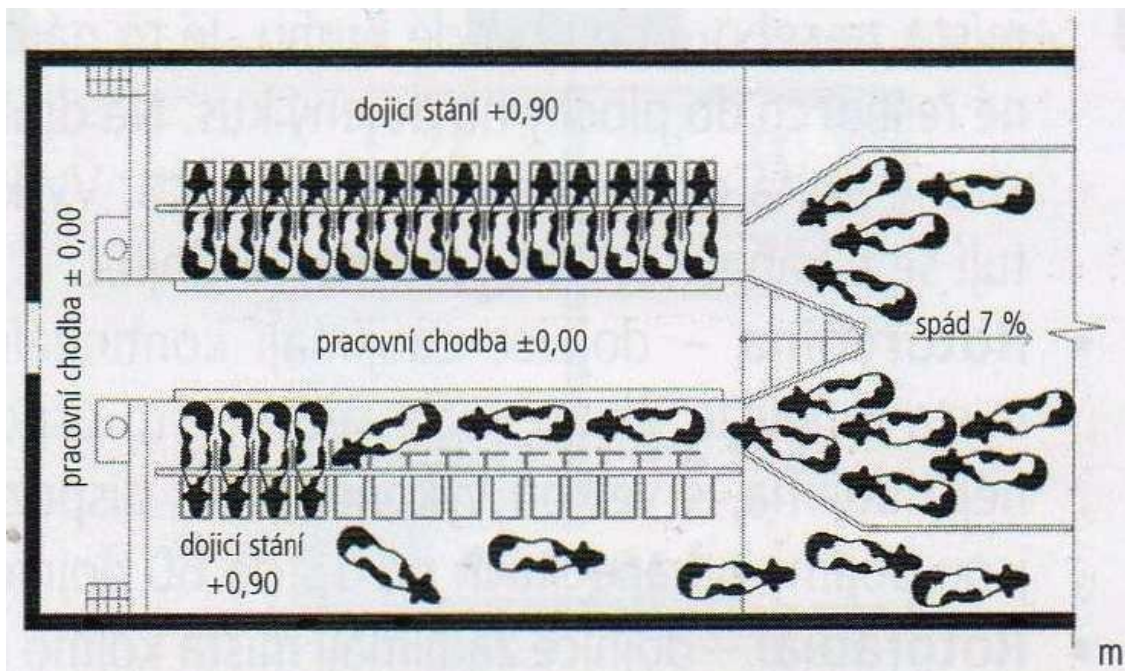 dojicí stání +0,90
pracovní chodba ± 0,00
pracovní chodba ±0,00
spád 7 %
dojicí stání
+0,90
m